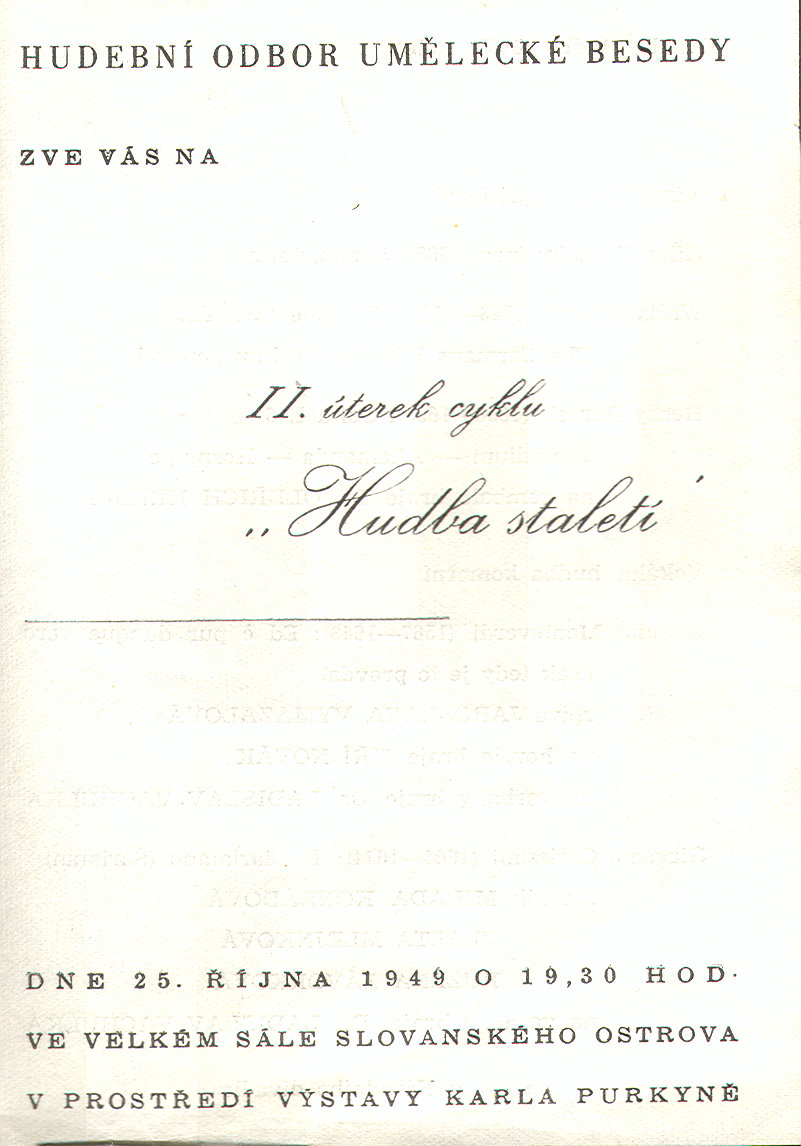 HUDEBNÍ ODBOR UMĚLECKÉ BESEDY
ZVE VÁS NA
II. úterek cyklu
„Hudba staletí"
DNE 25. ŘÍJNA 1949 O 19,30 HOD.
VE VELKÉM SÁLE SLOVANSKÉHO OSTROVA
V PROSTŘEDÍ VÝSTAVY KARLA PURKYNĚ